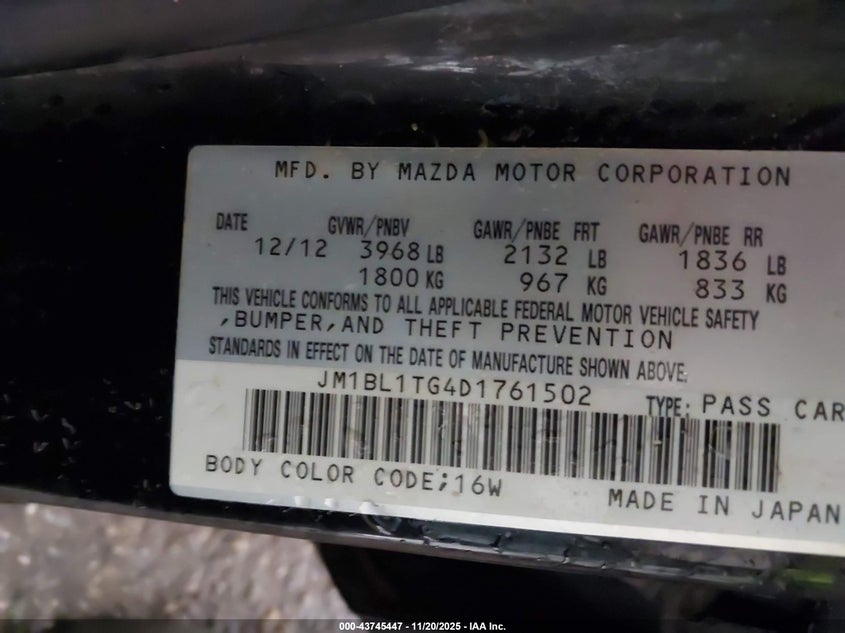 MFD. BY MAZDA MOTOR CORPORATION
DATE GVWR/PNBV GAWR/PNBE FRT GAWR/PNBE RR
12/12 3968 LB 2132 LB 1836 LB
1800 KG 967 KG 833 KG
THIS VEHICLE CONFORMS TO ALL APPLICABLE FEDERAL MOTOR VEHICLE SAFETY
,BUMPER,AND THEFT PREVENTION
STANDARDS IN EFFECT ON THE DATE OF MANUFACTURE SHOWN ABOVE.
JM1BL1TG4D1761502 TYPE: PASS CAR
BODY COLOR CODE;16W
MADE IN JAPAN
000-43745447 - 11/20/2025 - IAA Inc.